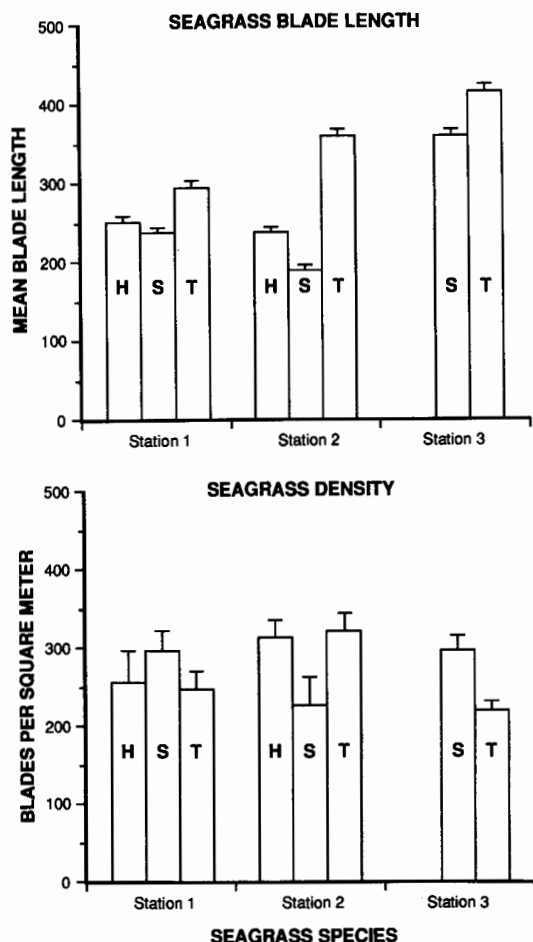 SEAGRASS BLADE LENGTH
MEAN BLADE LENGTH
500
400
300
200
100
0
H S T
H S T
S T
Station 1 Station 2 Station 3
SEAGRASS DENSITY
BLADES PER SQUARE METER
500
400
300
200
100
0
H S T
H S T
S T
Station 1 Station 2 Station 3
SEAGRASS SPECIES